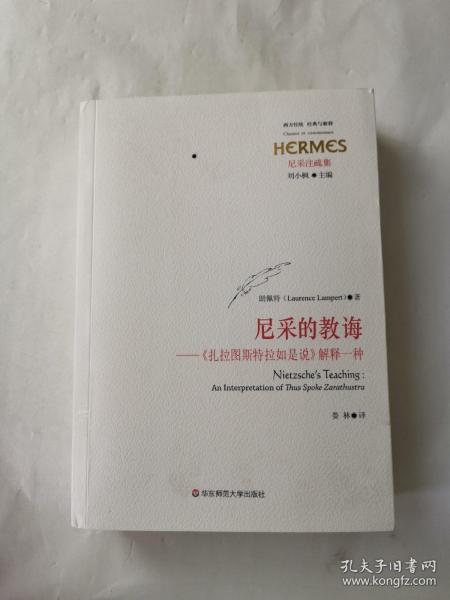 西方传统 经典与解释
Classici et commentarii
HERMES
尼采注疏集
刘小枫●主编
朗佩特（Laurence Lampert）●著
尼采的教诲
——《扎拉图斯特拉如是说》解释一种
Nietzsche's Teaching :
An Interpretation of Thus Spoke Zarathustra
娄 林●译
华东师范大学出版社
孔夫子旧书网
www.kongfz.com